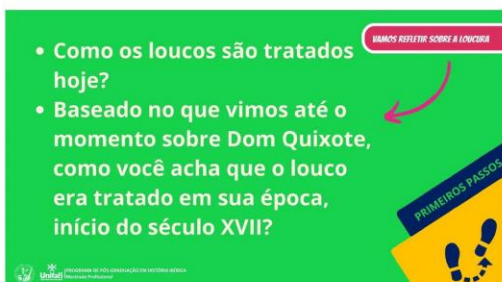 VAMOS REFLETIR SOBRE A LOUCURA
• Como os loucos são tratados
hoje?
• Baseado no que vimos até o
momento sobre Dom Quixote,
como você acha que o louco
era tratado em sua época,
início do século XVII?
PRIMEIROS PASSOS
Unifal
PROGRAMA DE PÓS-GRADUAÇÃO EM HISTÓRIA IBÉRICA
Mestrado Profissional